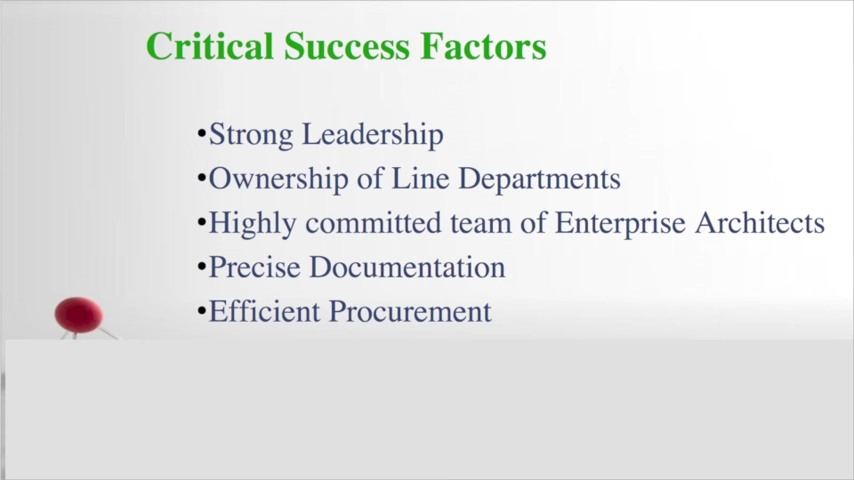 Critical Success Factors
•Strong Leadership
•Ownership of Line Departments
•Highly committed team of Enterprise Architects
•Precise Documentation
•Efficient Procurement